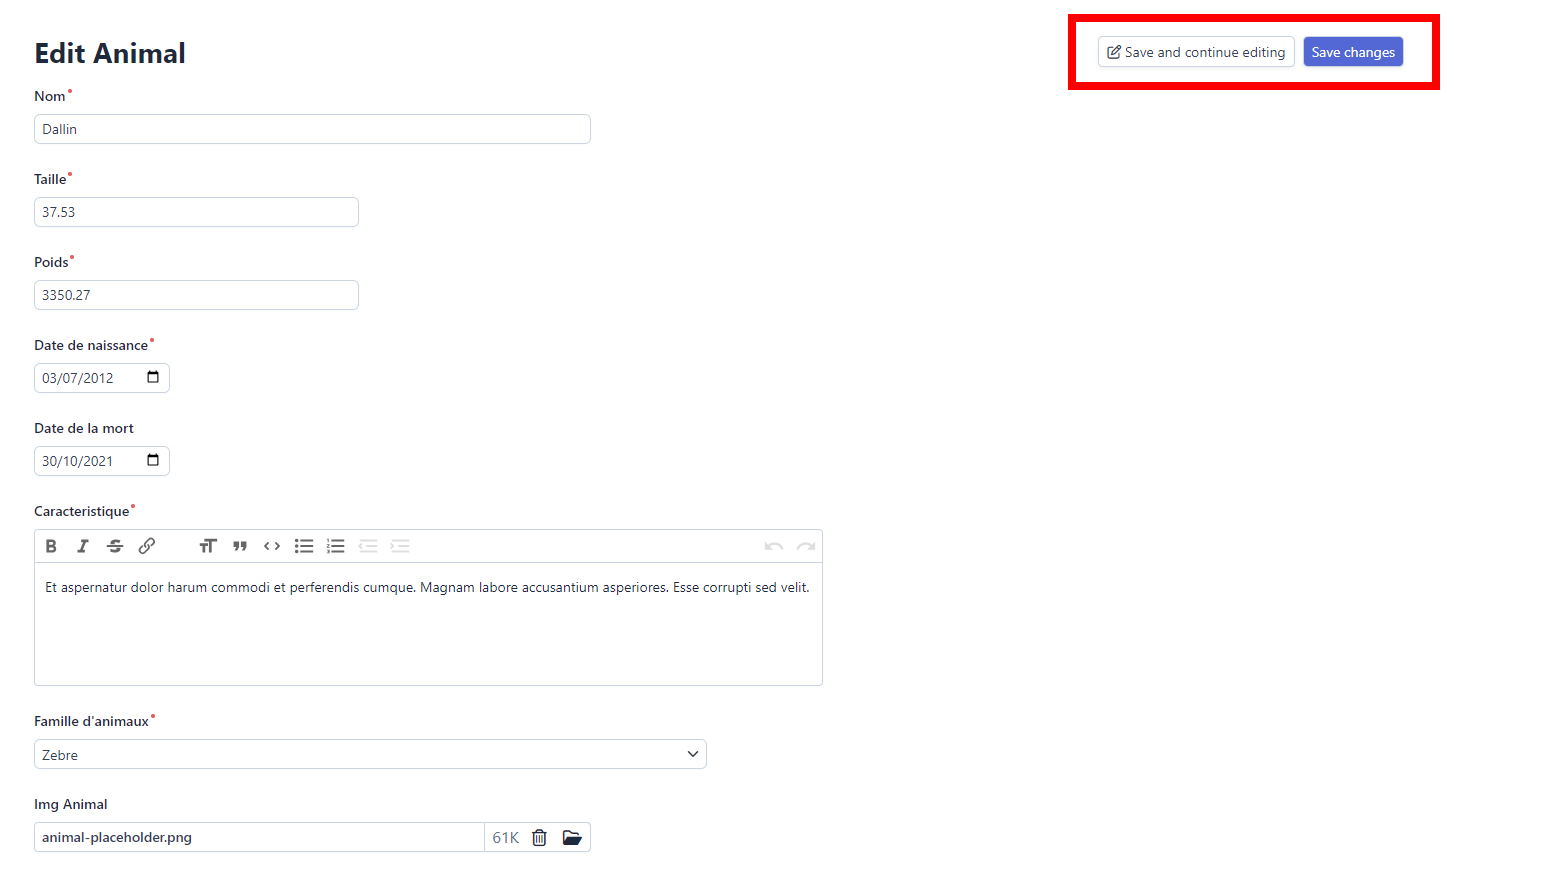 Edit Animal
Save and continue editing
Save changes
Nom
Dallin
Taille
37.53
Poids
3350.27
Date de naissance
03/07/2012
Date de la mort
30/10/2021
Caracteristique
Et aspernatur dolor harum commodi et perferendis cumque. Magnam labore accusantium asperiores. Esse corrupti sed velit.
Famille d'animaux
Zebre
Img Animal
animal-placeholder.png 61K